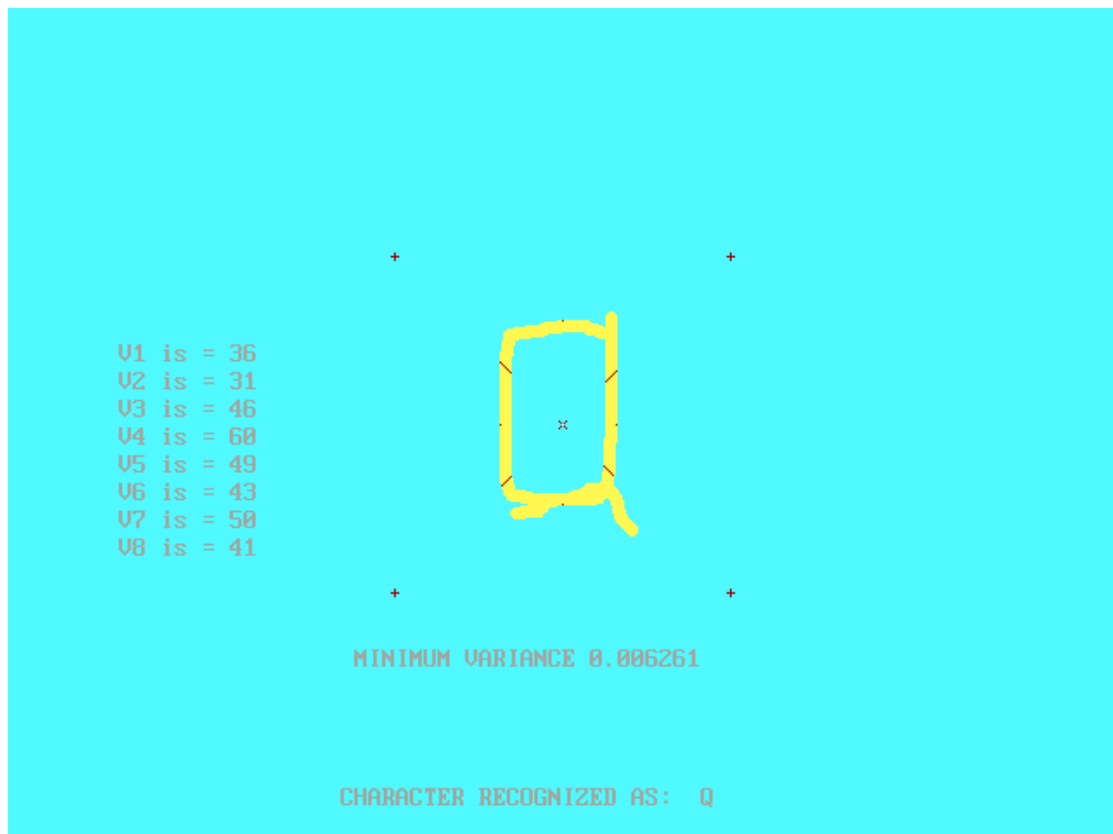 V1 is = 36
V2 is = 31
V3 is = 46
V4 is = 60
V5 is = 49
V6 is = 43
V7 is = 50
V8 is = 41
MINIMUM VARIANCE 0.006261
CHARACTER RECOGNIZED AS: Q